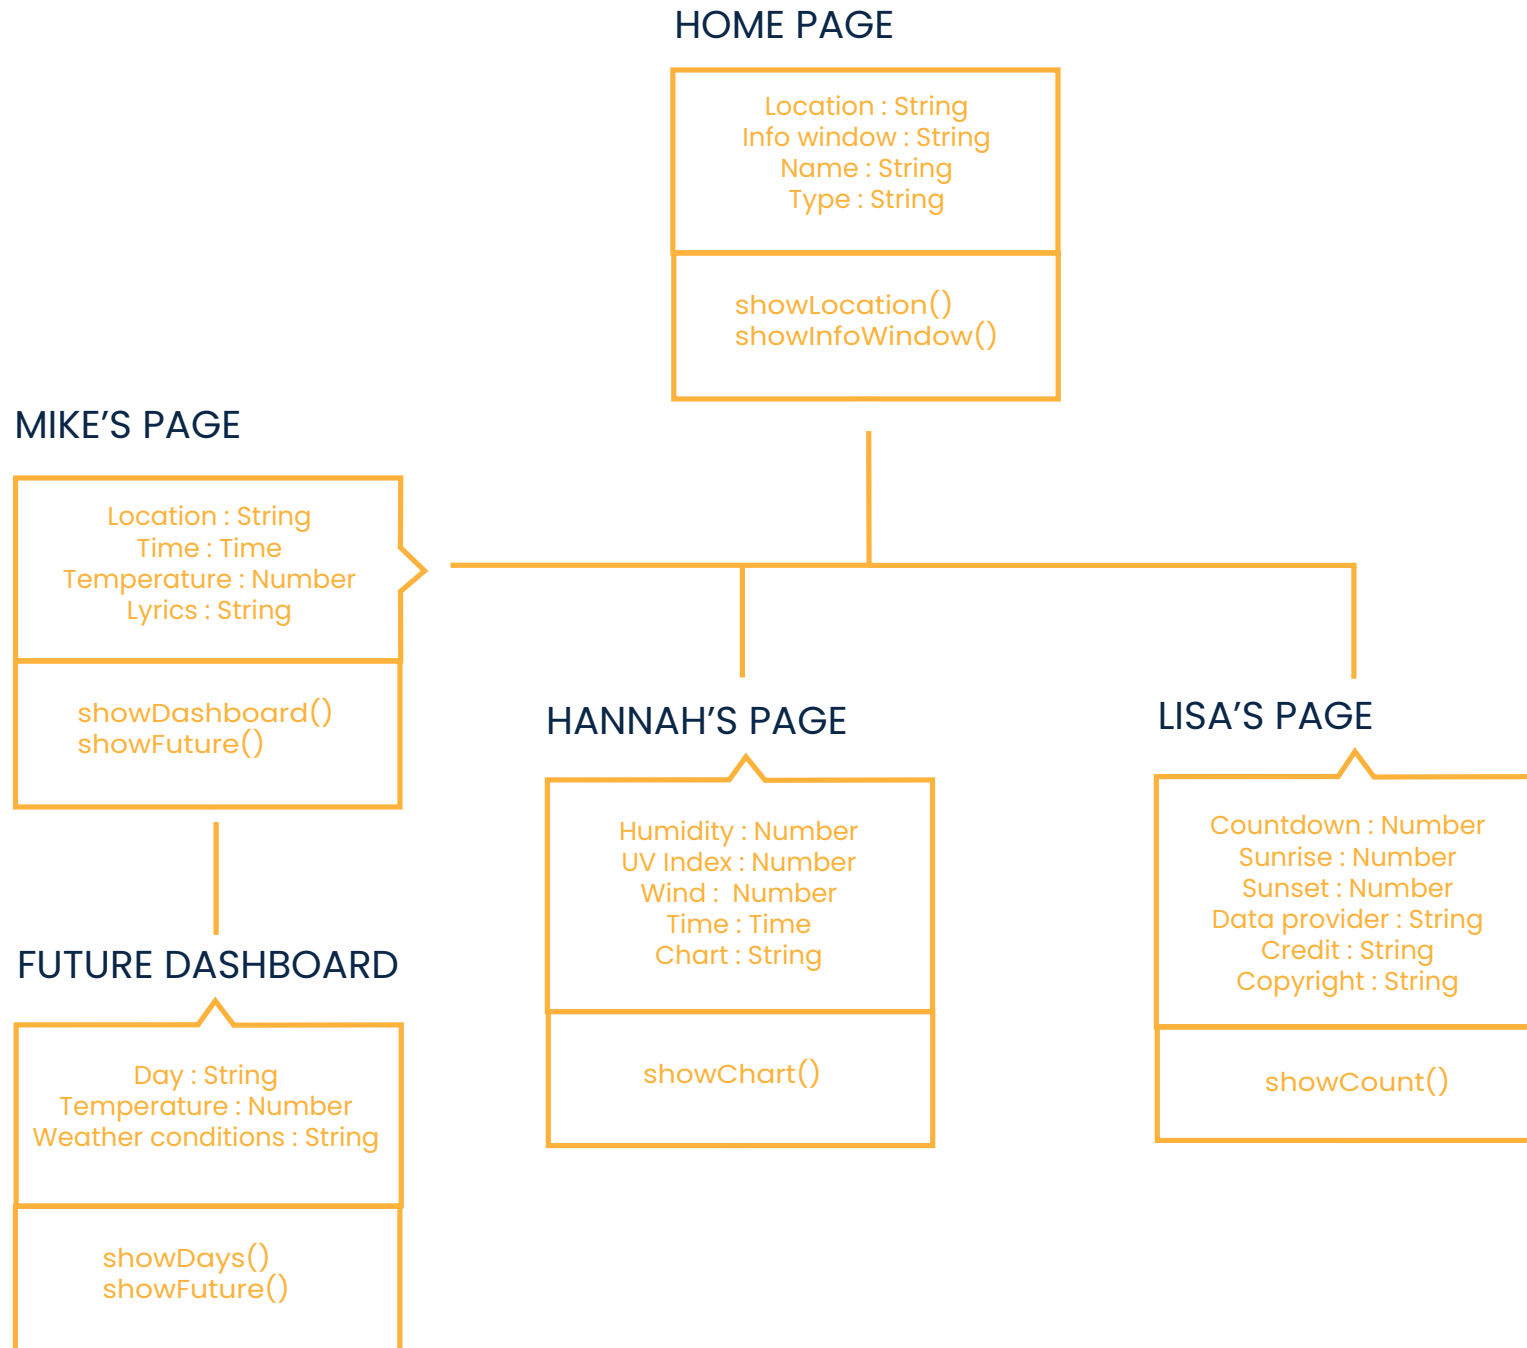 HOME PAGE
Location : String
Info window : String
Name : String
Type : String
showLocation()
showInfoWindow()
MIKE’S PAGE
Location : String
Time : Time
Temperature : Number
Lyrics : String
showDashboard()
showFuture()
HANNAH’S PAGE
Humidity : Number
UV Index : Number
Wind :  Number
Time : Time
Chart : String
showChart()
LISA’S PAGE
Countdown : Number
Sunrise : Number
Sunset : Number
Data provider : String
Credit : String
Copyright : String
showCount()
FUTURE DASHBOARD
Day : String
Temperature : Number
Weather conditions : String
showDays()
showFuture()